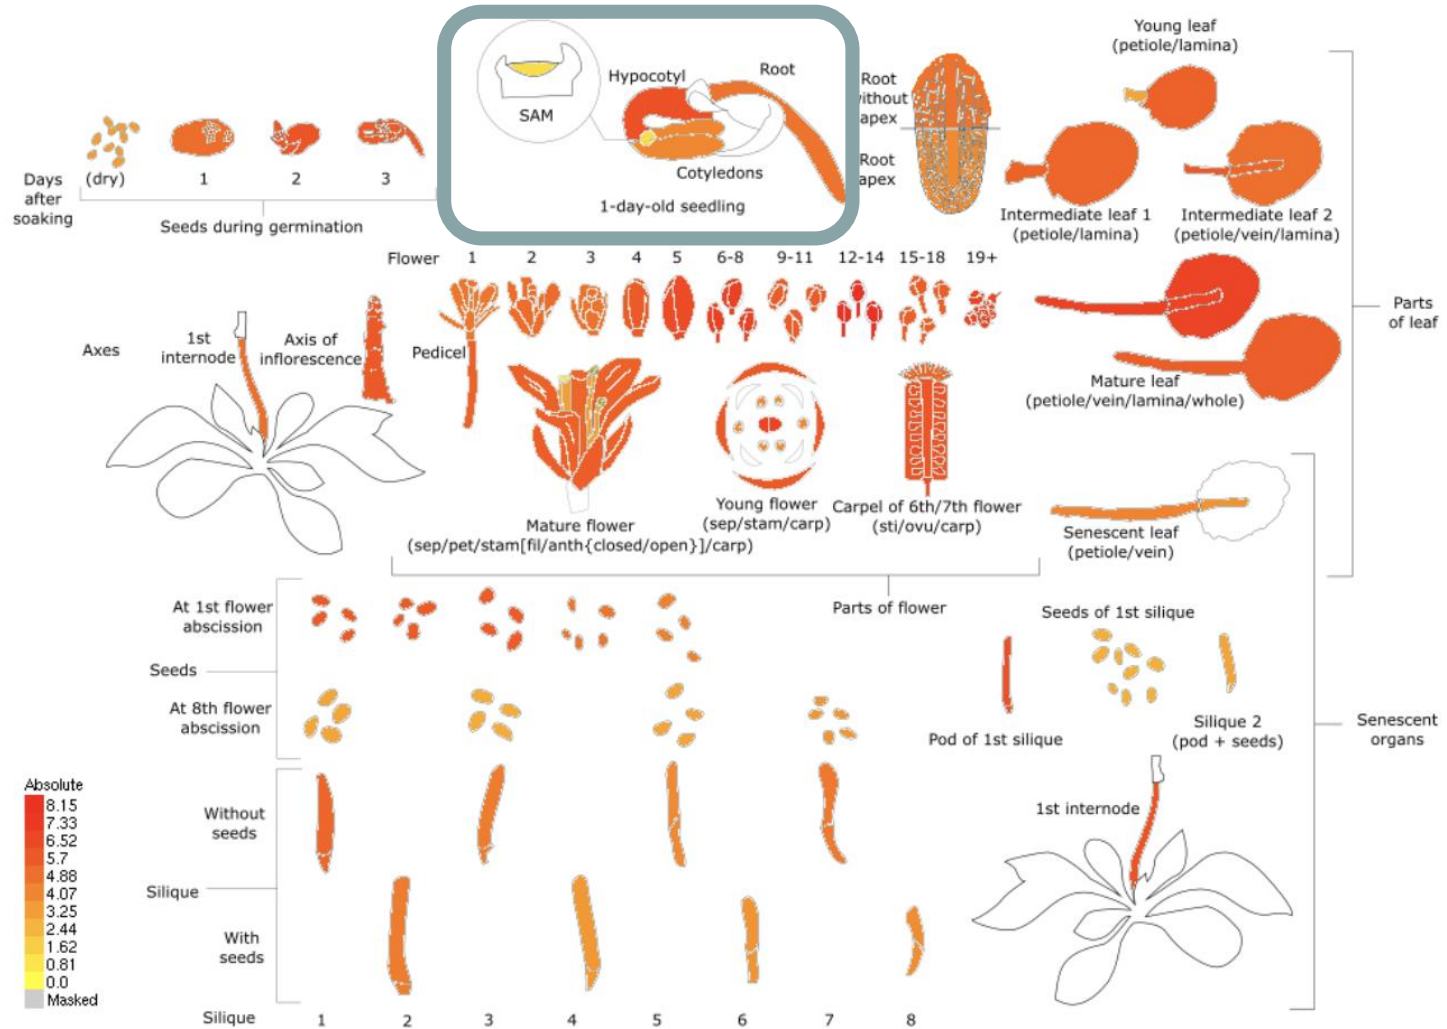 Young leaf
(petiole/lamina)
Hypocotyl
Root
SAM
Cotyledons
1-day-old seedling
Root
without
apex
Root
apex
Days
after
soaking
(dry)
1
2
3
Seeds during germination
Intermediate leaf 1
(petiole/lamina)
Intermediate leaf 2
(petiole/vein/lamina)
Flower
1
2
3
4
5
6-8
9-11
12-14
15-18
19+
Parts
of leaf
Axes
1st
internode
Axis of
inflorescence
Pedicel
Mature leaf
(petiole/vein/lamina/whole)
Mature flower
(sep/pet/stam[fil/anth{closed/open}]/carp)
Young flower
(sep/stam/carp)
Carpel of 6th/7th flower
(sti/ovu/carp)
Senescent leaf
(petiole/vein)
Parts of flower
At 1st flower
abscission
Seeds
At 8th flower
abscission
Seeds of 1st silique
Pod of 1st silique
Silique 2
(pod + seeds)
Senescent
organs
1st internode
Without
seeds
Silique
With
seeds
Silique
1
2
3
4
5
6
7
8
Absolute
8.15
7.33
6.52
5.7
4.88
4.07
3.25
2.44
1.62
0.81
0.0
Masked